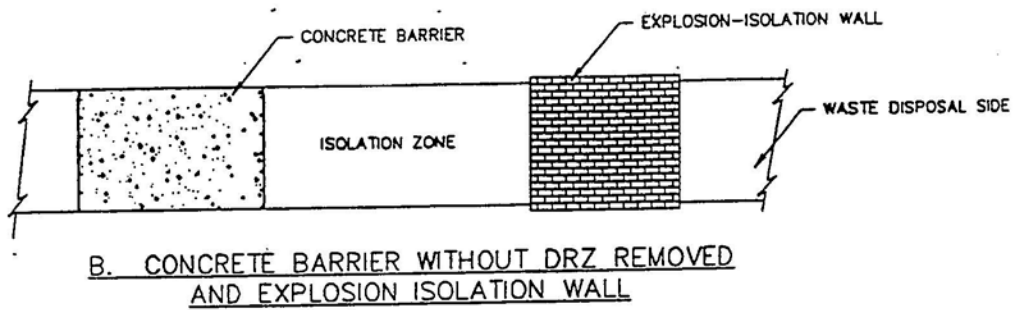 CONCRETE BARRIER
EXPLOSION-ISOLATION WALL
WASTE DISPOSAL SIDE
ISOLATION ZONE
B. CONCRETE BARRIER WITHOUT DRZ REMOVED
AND EXPLOSION ISOLATION WALL